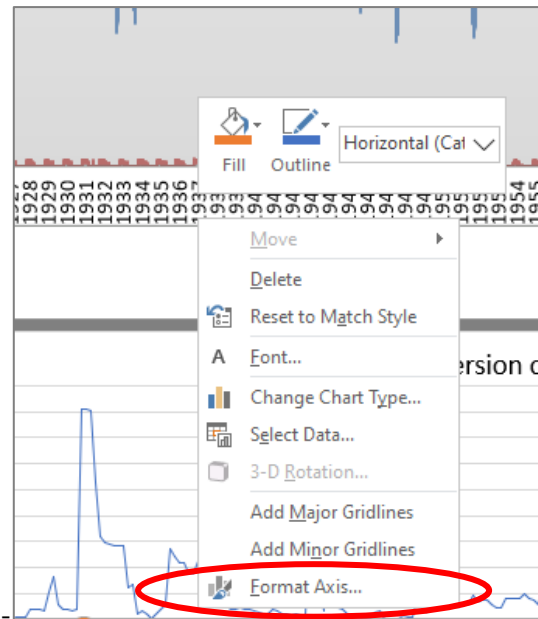 Fill Outline Horizontal (Cat
1928 1929 1930 1931 1932 1933 1934 1935 1936 1954
Move
Delete
Reset to Match Style
Font...
ersion
Change Chart Type...
Select Data...
3-D Rotation...
Add Major Gridlines
Add Minor Gridlines
Format Axis...